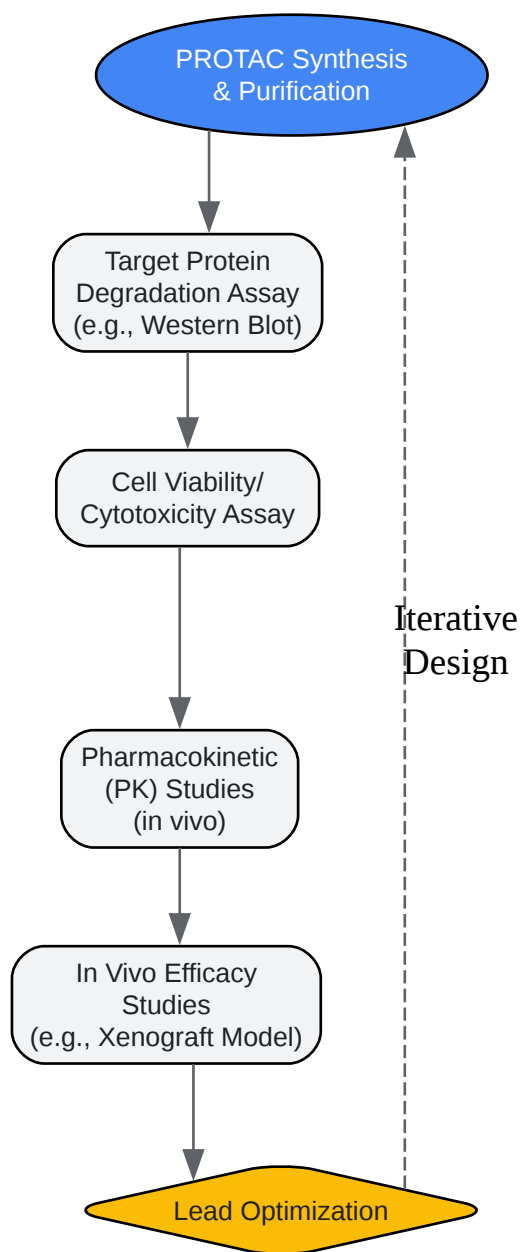 PROTAC Synthesis
& Purification
Target Protein
Degradation Assay
(e.g., Western Blot)
Cell Viability/
Cytotoxicity Assay
Iterative
Design
Pharmacokinetic
(PK) Studies
(in vivo)
In Vivo Efficacy
Studies
(e.g., Xenograft Model)
Lead Optimization